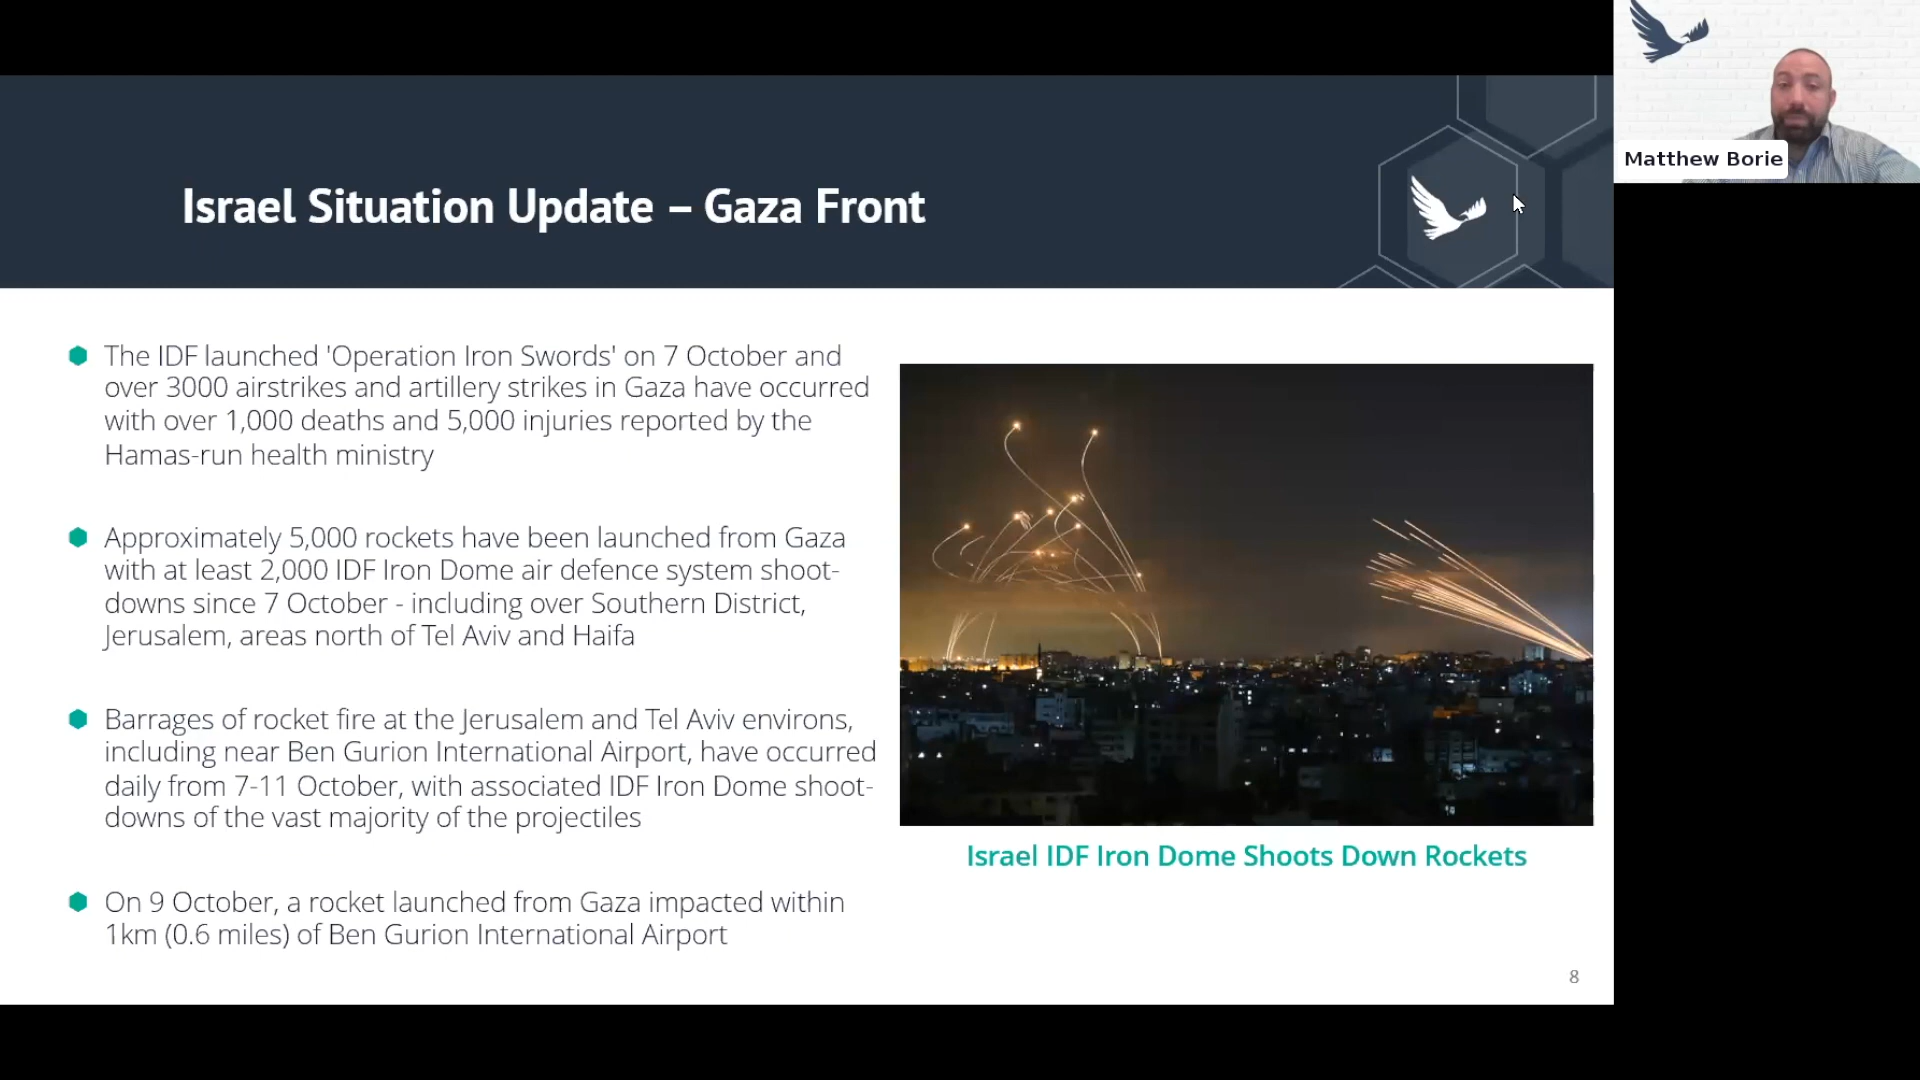 Matthew Borie
Israel Situation Update – Gaza Front
The IDF launched 'Operation Iron Swords' on 7 October and
over 3000 airstrikes and artillery strikes in Gaza have occurred
with over 1,000 deaths and 5,000 injuries reported by the
Hamas-run health ministry
Approximately 5,000 rockets have been launched from Gaza
with at least 2,000 IDF Iron Dome air defence system shoot-
downs since 7 October - including over Southern District,
Jerusalem, areas north of Tel Aviv and Haifa
Barrages of rocket fire at the Jerusalem and Tel Aviv environs,
including near Ben Gurion International Airport, have occurred
daily from 7-11 October, with associated IDF Iron Dome shoot-
downs of the vast majority of the projectiles
On 9 October, a rocket launched from Gaza impacted within
1km (0.6 miles) of Ben Gurion International Airport
Israel IDF Iron Dome Shoots Down Rockets
8